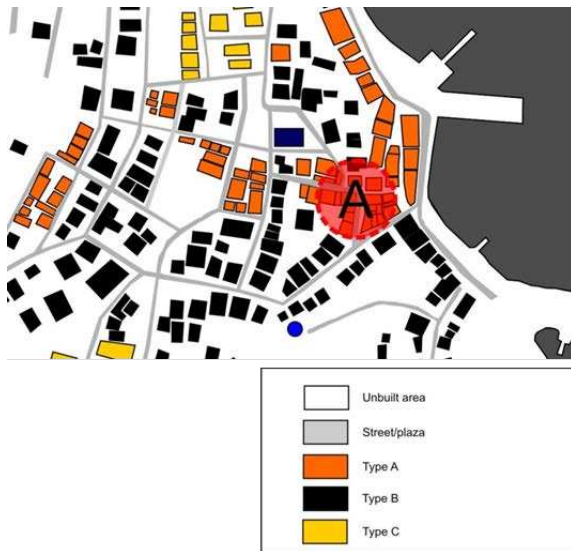 A
Unbuilt area
Street/plaza
Type A
Type B
Type C